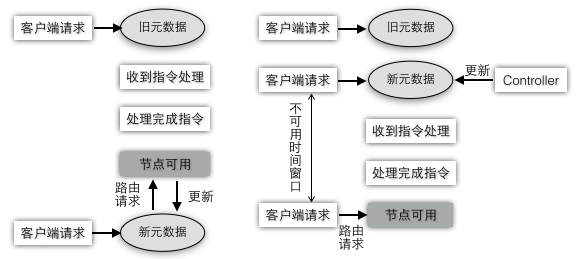 客户端请求
旧元数据
收到指令处理
处理完成指令
节点可用
路由
请求
更新
客户端请求
新元数据
客户端请求
旧元数据
客户端请求
新元数据
更新
Controller
不可用时间窗口
收到指令处理
处理完成指令
客户端请求
节点可用
路由
请求